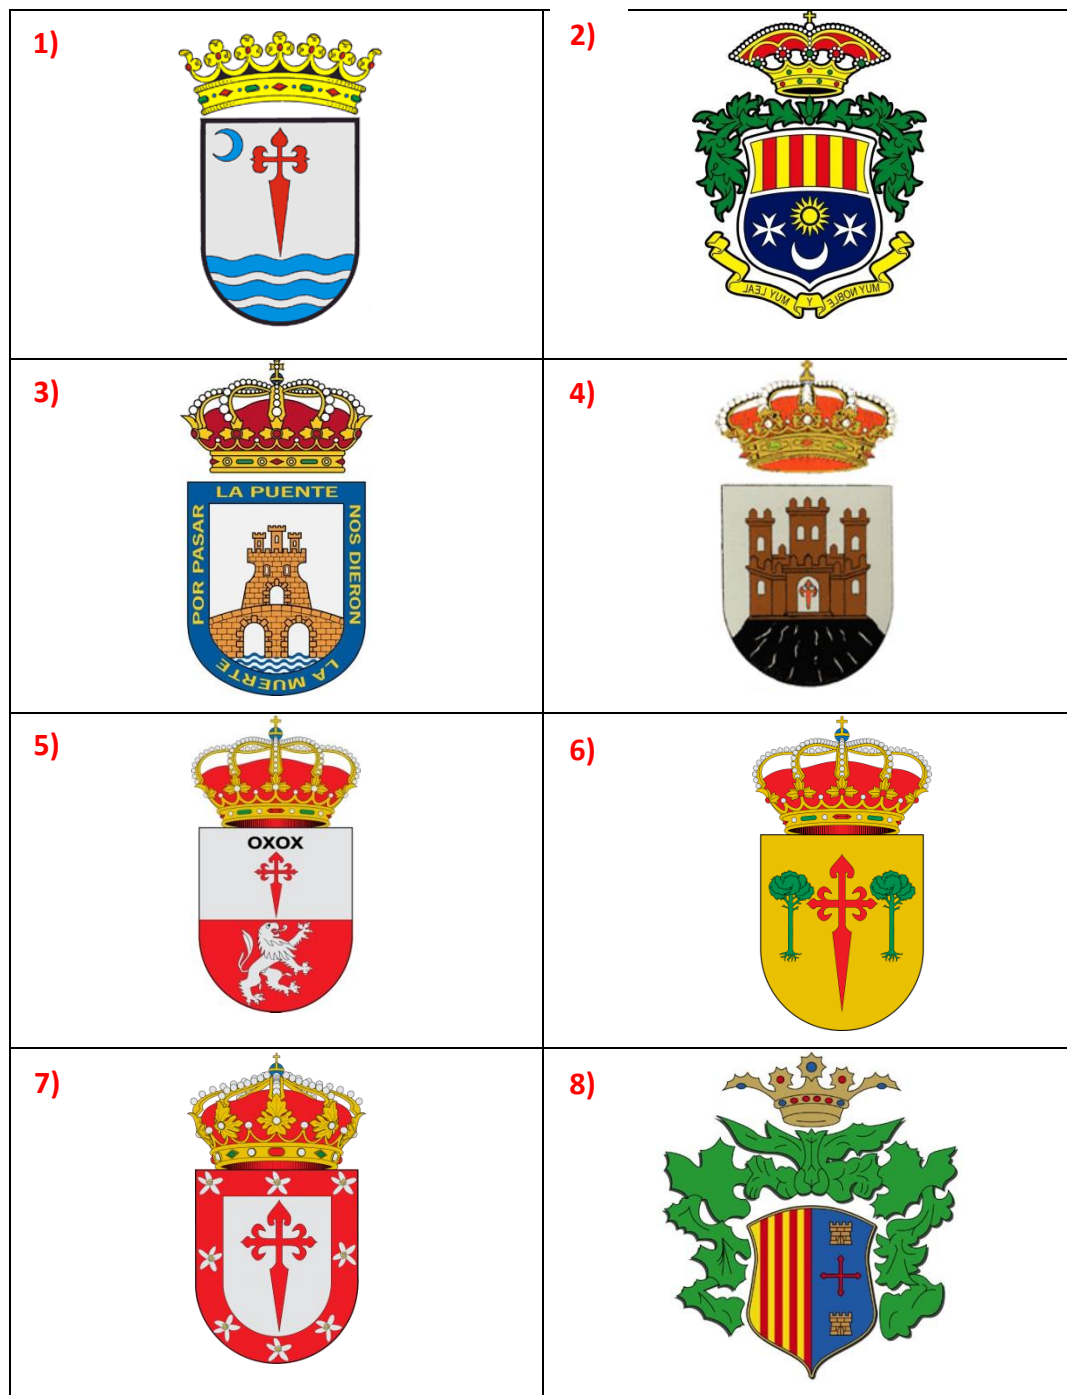 1)
2)
MUY NOBLE Y MUY LEAL
3)
POR PASAR
LA PUENTE
NOS DIERON
LA MUERTE
4)
5)
OXOX
6)
7)
8)